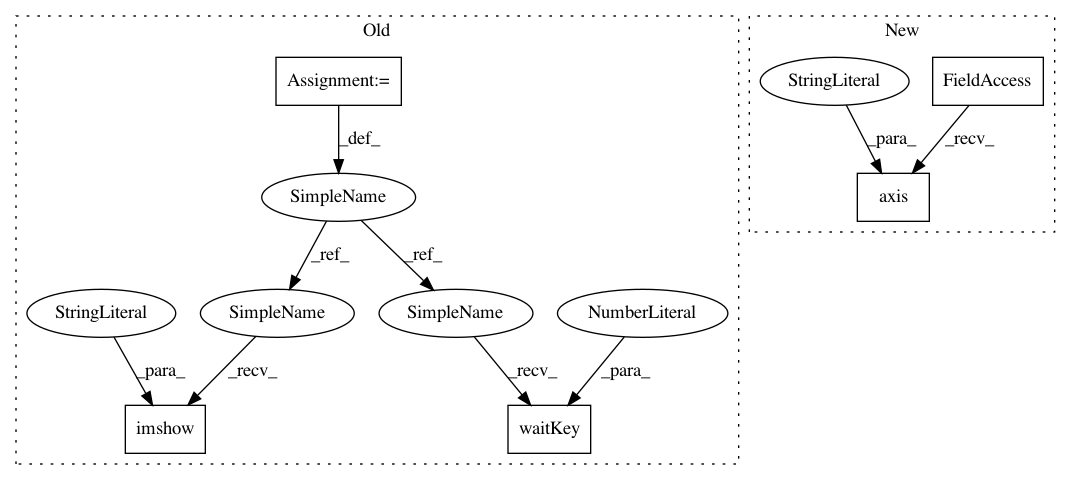 Old
New
Assignment:=
StringLiteral
FieldAccess
_def_
_para_
_recv_
SimpleName
axis
_ref_
_ref_
StringLiteral
SimpleName
SimpleName
NumberLiteral
_para_
_recv_
_recv_
_para_
imshow
waitKey